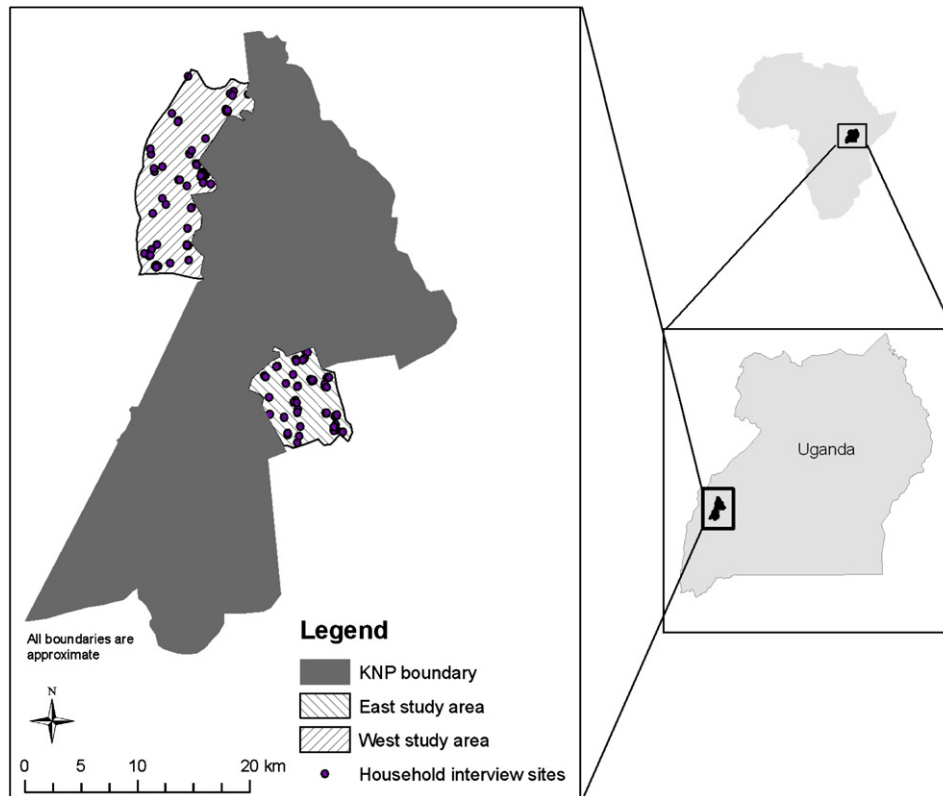 Uganda
All boundaries are
approximate
N
0 5 10 20 km
Legend
KNP boundary
East study area
West study area
Household interview sites